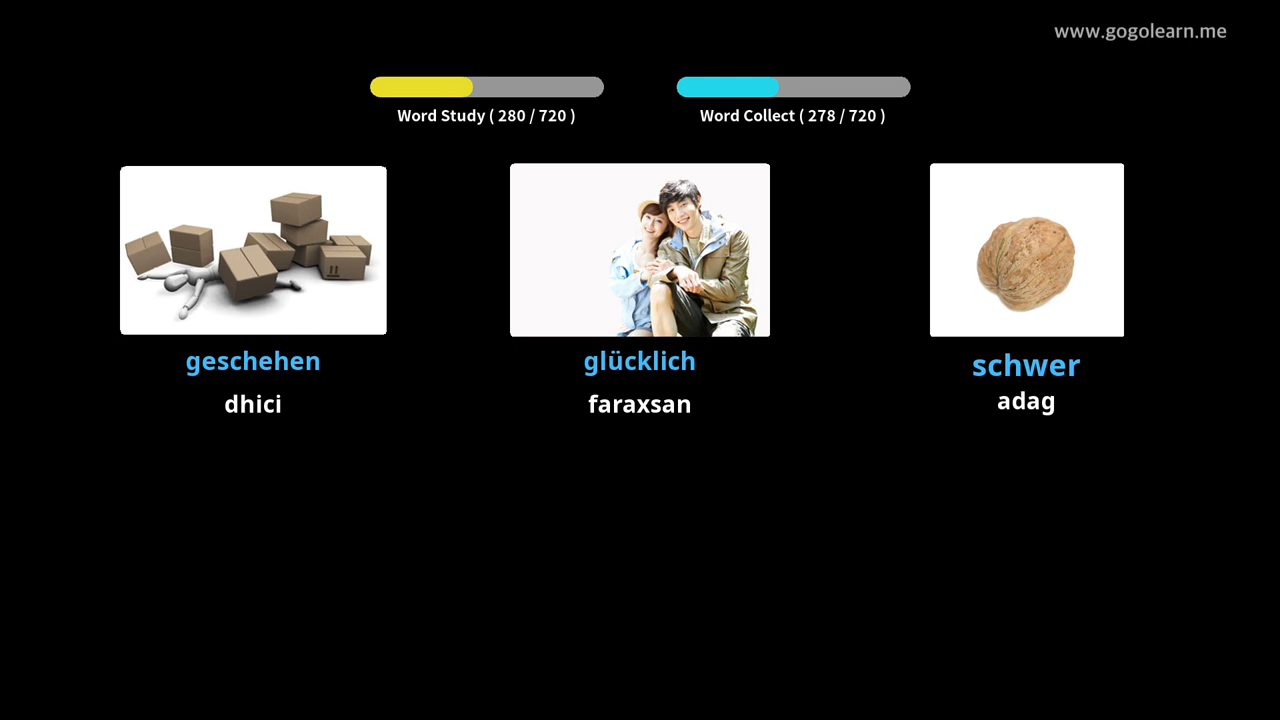 www.gogolearn.me
Word Study ( 280 / 720 )
Word Collect ( 278 / 720 )
geschehen
glücklich
schwer
dhici
faraxsan
adag